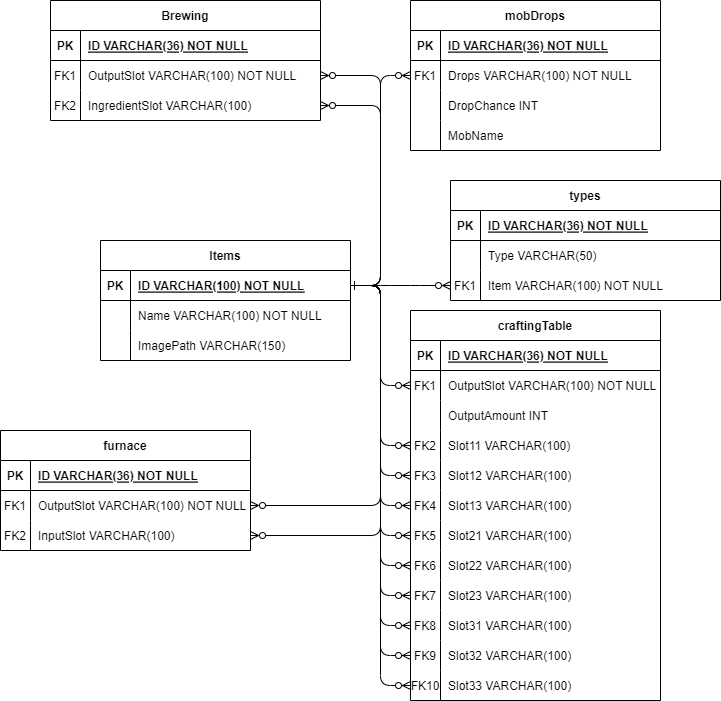 Brewing
PK ID VARCHAR(36) NOT NULL
FK1 OutputSlot VARCHAR(100) NOT NULL
FK2 IngredientSlot VARCHAR(100)
mobDrops
PK ID VARCHAR(36) NOT NULL
FK1 Drops VARCHAR(100) NOT NULL
DropChance INT
MobName
types
PK ID VARCHAR(36) NOT NULL
Type VARCHAR(50)
FK1 Item VARCHAR(100) NOT NULL
Items
PK ID VARCHAR(100) NOT NULL
Name VARCHAR(100) NOT NULL
ImagePath VARCHAR(150)
craftingTable
PK ID VARCHAR(36) NOT NULL
FK1 OutputSlot VARCHAR(100) NOT NULL
OutputAmount INT
FK2 Slot11 VARCHAR(100)
FK3 Slot12 VARCHAR(100)
FK4 Slot13 VARCHAR(100)
FK5 Slot21 VARCHAR(100)
FK6 Slot22 VARCHAR(100)
FK7 Slot23 VARCHAR(100)
FK8 Slot31 VARCHAR(100)
FK9 Slot32 VARCHAR(100)
FK10 Slot33 VARCHAR(100)
furnace
PK ID VARCHAR(36) NOT NULL
FK1 OutputSlot VARCHAR(100) NOT NULL
FK2 InputSlot VARCHAR(100)